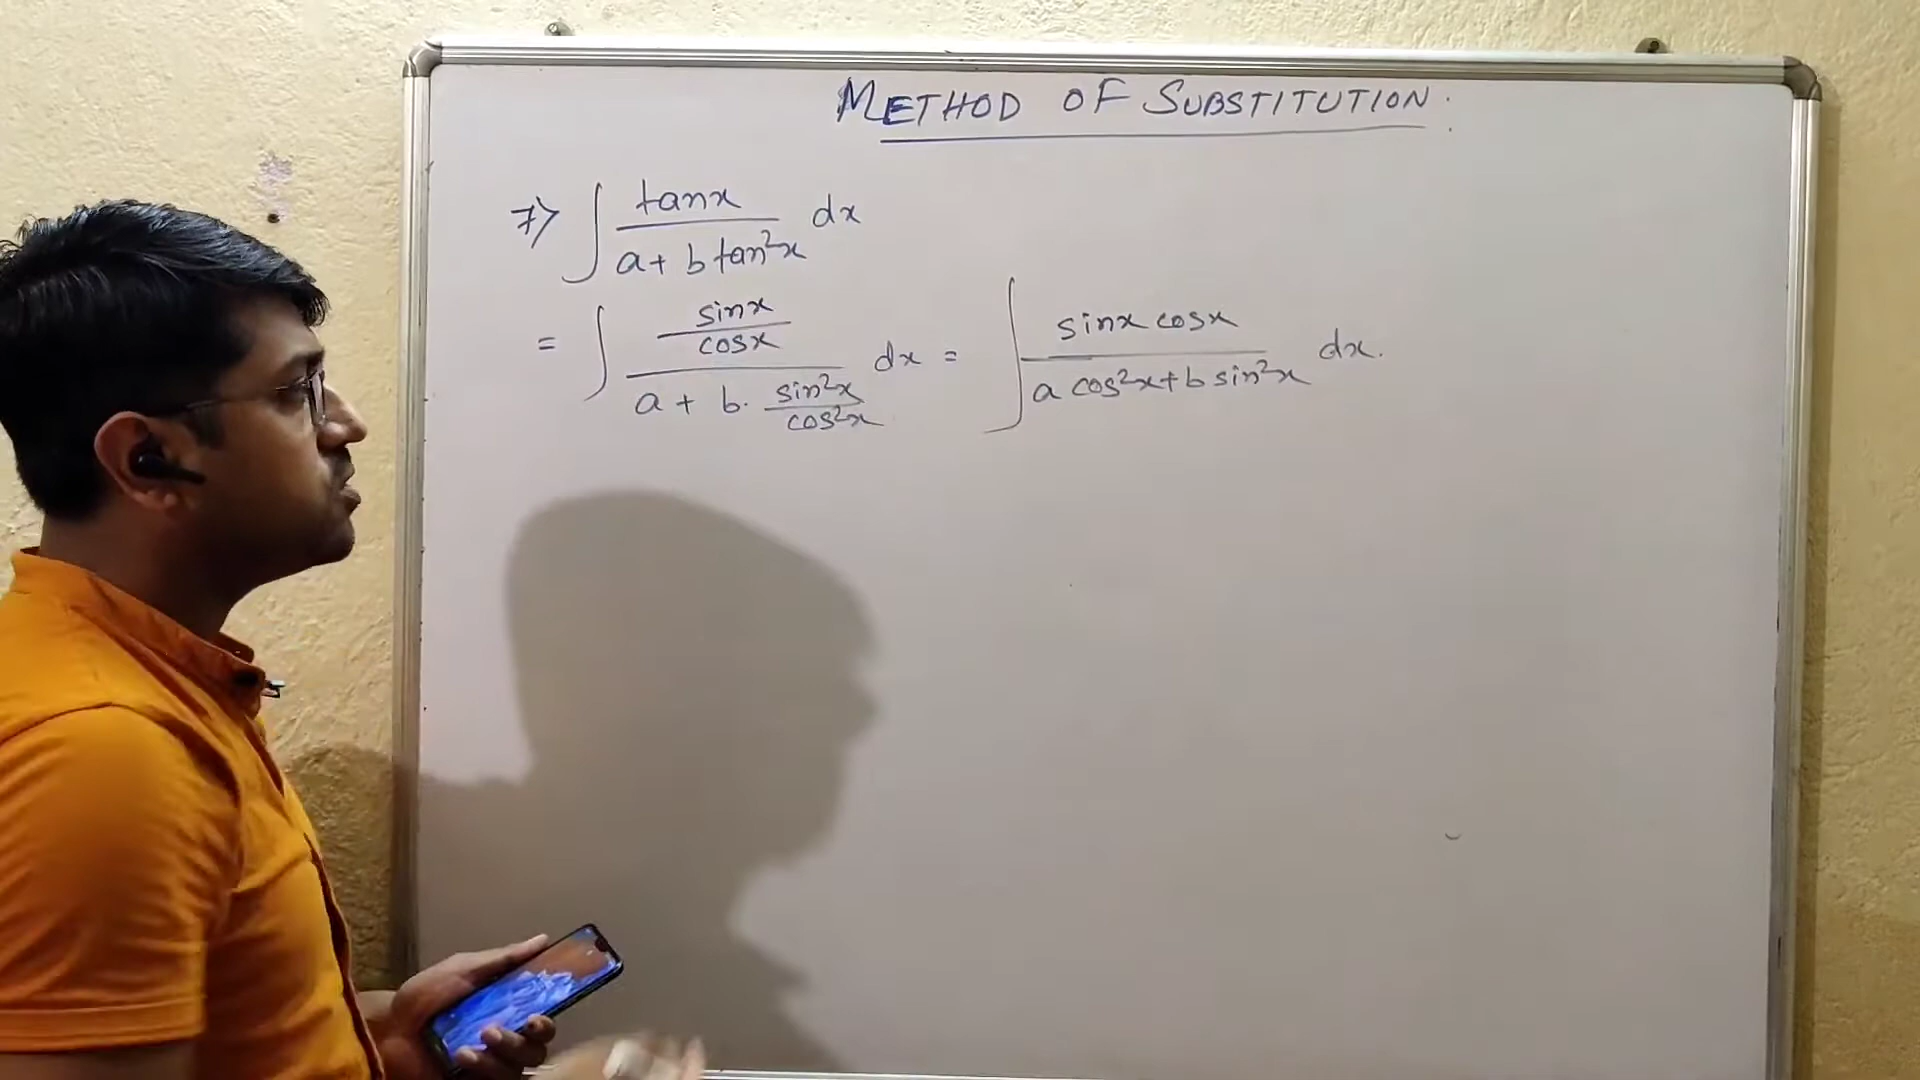 METHOD OF SUBSTITUTION.
7) ∫ tanx / (a + b tan²x) dx
= ∫ (sinx / cosx) / (a + b. sin²x / cos²x) dx = ∫ sinx cosx / (a cos²x + b sin²x) dx.